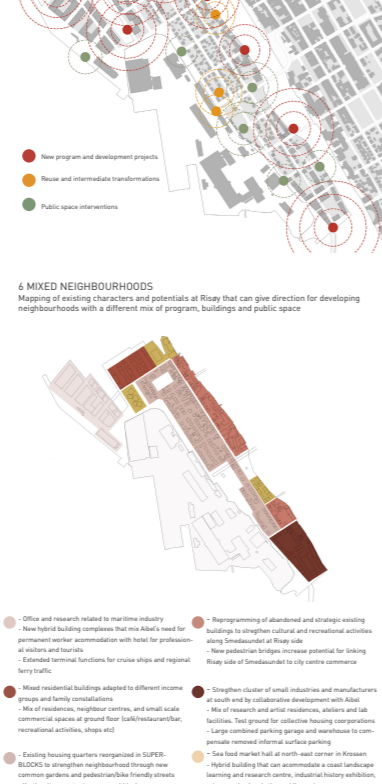 New program and development projects
Reuse and intermediate transformations
Public space interventions
6 MIXED NEIGHBOURHOODS
Mapping of existing characters and potentials at Risøy that can give direction for developing
neighbourhoods with a different mix of program, buildings and public space
- Office and research related to maritime industry
- New hybrid building complexes that mix Aibel's need for
permanent worker acommodation with hotel for profession-
al visitors and tourists
- Extended terminal functions for cruise ships and regional
ferry traffic
- Mixed residential buildings adapted to different income
groups and family constallations
- Mix of residences, neighbour centres, and small scale
commercial spaces at ground floor (café/restaurant/bar,
recreational activities, shops etc)
- Existing housing quarters reorganized in SUPER-
BLOCKS to strengthen neighbourhood through new
common gardens and pedestrian/bike friendly streets
- Reprogramming of abandoned and strategic existing
buildings to stregthen cultural and recreational activities
along Smedasundet at Risøy side
- New pedestrian bridges increase potential for linking
Risøy side of Smedasundet to city centre commerce
- Stregthen cluster of small industries and manufacturers
at south end by collaborative development with Aibel
- Mix of research and artist residences, ateliers and lab
facilities. Test ground for collective housing coorporations.
- Large combined parking garage and warehouse to com-
pensate removed informal surface parking
- Sea food market hall at north-east corner in Krossen
- Hybrid building that can acommodate a coast landscape
learning and research centre, industrial history exhibition,